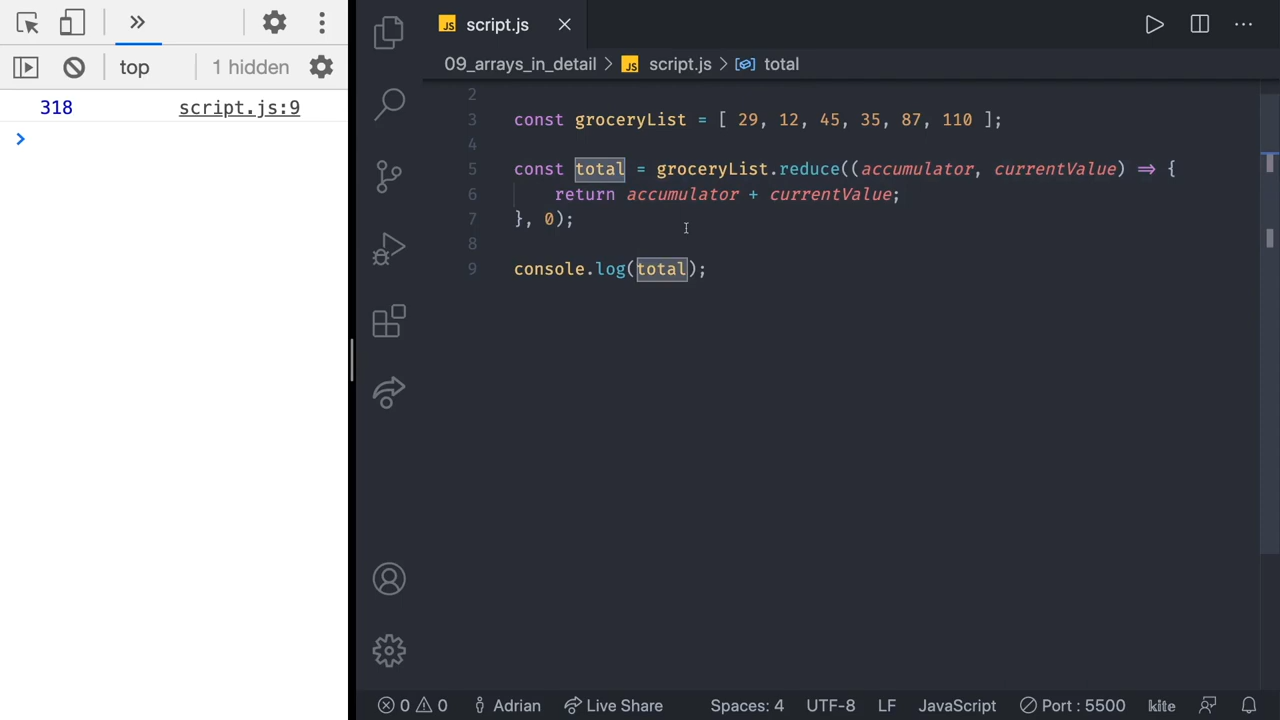 top
1 hidden
318 script.js:9
>
JS script.js
09_arrays_in_detail > JS script.js > total
2
3 const groceryList = [ 29, 12, 45, 35, 87, 110 ];
4
5 const total = groceryList.reduce((accumulator, currentValue) => {
6 return accumulator + currentValue;
7 }, 0);
8
9 console.log(total);
0 0 Adrian Live Share Spaces: 4 UTF-8 LF JavaScript Port : 5500 kite